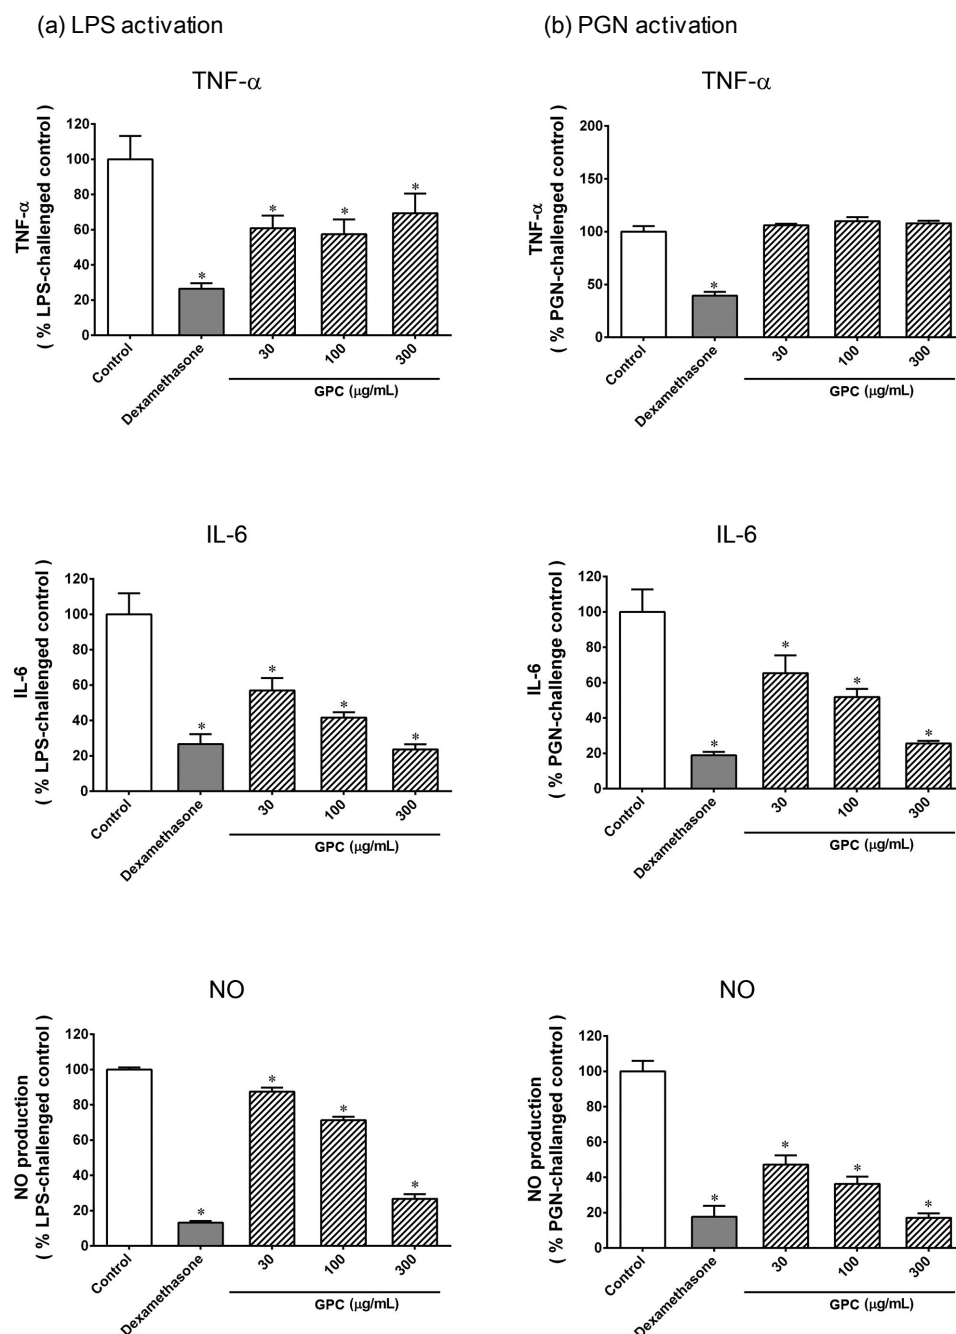 (a) LPS activation
(b) PGN activation
TNF-α
TNF-α
( % LPS-challenged control )
120
100
80
60
40
20
0
*
*
*
*
Control
Dexamethasone
30
100
300
GPC (μg/mL)
TNF-α
TNF-α
( % PGN-challenged control )
200
150
100
50
0
*
Control
Dexamethasone
30
100
300
GPC (μg/mL)
IL-6
IL-6
( % LPS-challenged control )
120
100
80
60
40
20
0
*
*
*
*
Control
Dexamethasone
30
100
300
GPC (μg/mL)
IL-6
IL-6
( % PGN-challenge control )
120
100
80
60
40
20
0
*
*
*
*
Control
Dexamethasone
30
100
300
GPC (μg/mL)
NO
NO production
( % LPS-challenged control )
120
100
80
60
40
20
0
*
*
*
*
Control
Dexamethasone
30
100
300
GPC (μg/mL)
NO
NO production
( % PGN-challanged control )
120
100
80
60
40
20
0
*
*
*
*
Control
Dexamethasone
30
100
300
GPC (μg/mL)